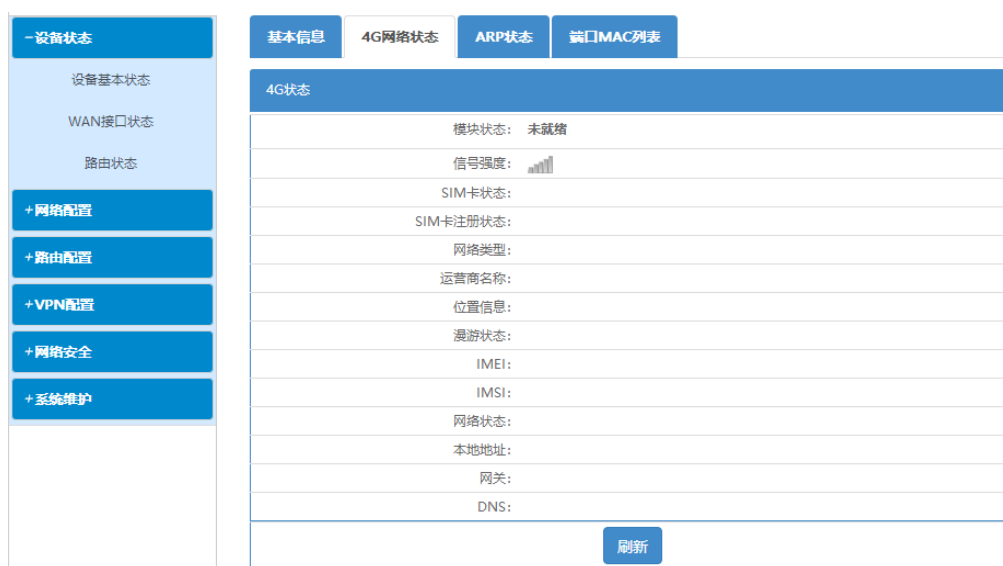 -设备状态
设备基本状态
WAN接口状态
路由状态
+网络配置
+路由配置
+VPN配置
+网络安全
+系统维护
基本信息 4G网络状态 ARP状态 端口MAC列表
4G状态
模块状态: 未就绪
信号强度:
SIM卡状态:
SIM卡注册状态:
网络类型:
运营商名称:
位置信息:
漫游状态:
IMEI:
IMSI:
网络状态:
本地地址:
网关:
DNS:
刷新